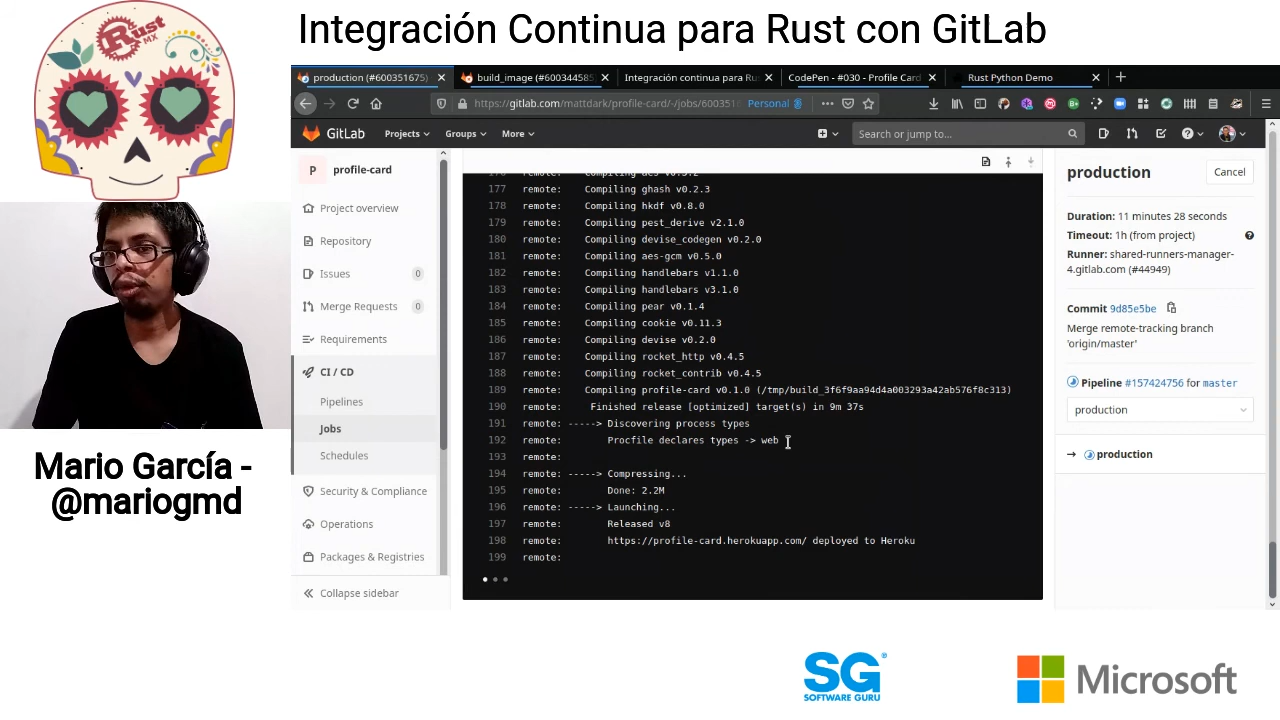 Integración Continua para Rust con GitLab
Rust MX
production (#600351675)
build_image (#600344585
Integración continua para Ru
CodePen - #030 - Profile Card
Rust Python Demo
https://gitlab.com/mattdark/profile-card/-/jobs/6003516
Personal
GitLab
Projects
Groups
More
Search or jump to...
P
profile-card
Project overview
Repository
Issues
0
Merge Requests
0
Requirements
CI / CD
Pipelines
Jobs
Schedules
Security & Compliance
Operations
Packages & Registries
Collapse sidebar
177 remote: Compiling ghash v0.2.3
178 remote: Compiling hkdf v0.8.0
179 remote: Compiling pest_derive v2.1.0
180 remote: Compiling devise_codegen v0.2.0
181 remote: Compiling aes-gcm v0.5.0
182 remote: Compiling handlebars v1.1.0
183 remote: Compiling handlebars v3.1.0
184 remote: Compiling pear v0.1.4
185 remote: Compiling cookie v0.11.3
186 remote: Compiling devise v0.2.0
187 remote: Compiling rocket_http v0.4.5
188 remote: Compiling rocket_contrib v0.4.5
189 remote: Compiling profile-card v0.1.0 (/tmp/build_3f6f9aa94d4a003293a42ab576f8c313)
190 remote: Finished release [optimized] target(s) in 9m 37s
191 remote: -----> Discovering process types
192 remote: Procfile declares types -> web
193 remote:
194 remote: -----> Compressing...
195 remote: Done: 2.2M
196 remote: -----> Launching...
197 remote: Released v8
198 remote: https://profile-card.herokuapp.com/ deployed to Heroku
199 remote:
production
Cancel
Duration: 11 minutes 28 seconds
Timeout: 1h (from project)
Runner: shared-runners-manager-
4.gitlab.com (#44949)
Commit 9d85e5be
Merge remote-tracking branch
'origin/master'
Pipeline #157424756 for master
production
→ production
Mario García -
@mariogmd
SG
SOFTWARE GURU
Microsoft